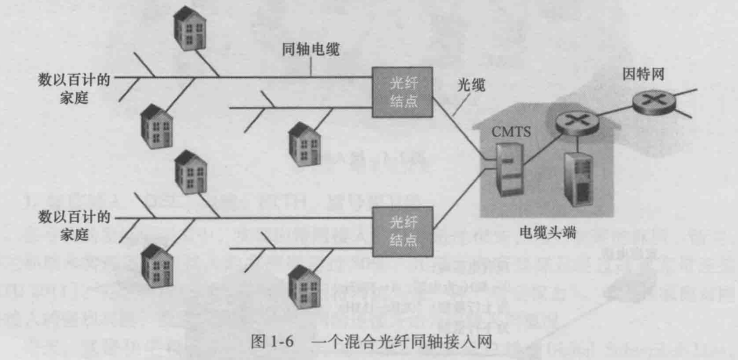 同轴电缆
数以百计的
家庭
光纤
结点
光缆
因特网
CMTS
数以百计的
家庭
光纤
结点
电缆头端
图1-6 一个混合光纤同轴接入网